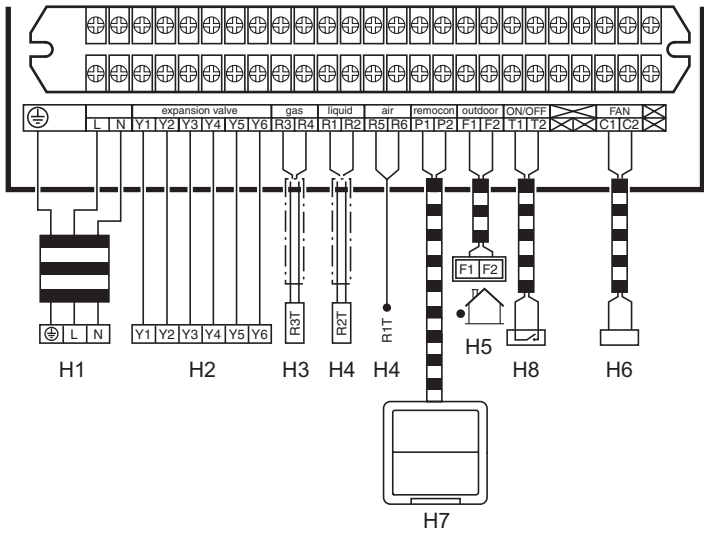 expansion valve gas liquid air remocon outdoor ON/OFF FAN
L N Y1 Y2 Y3 Y4 Y5 Y6 R3 R4 R1 R2 R5 R6 P1 P2 F1 F2 T1 T2 C1 C2
F1 F2
L N Y1 Y2 Y3 Y4 Y5 Y6 R3T R2T R1T
H5
H1 H2 H3 H4 H4 H8 H6
H7